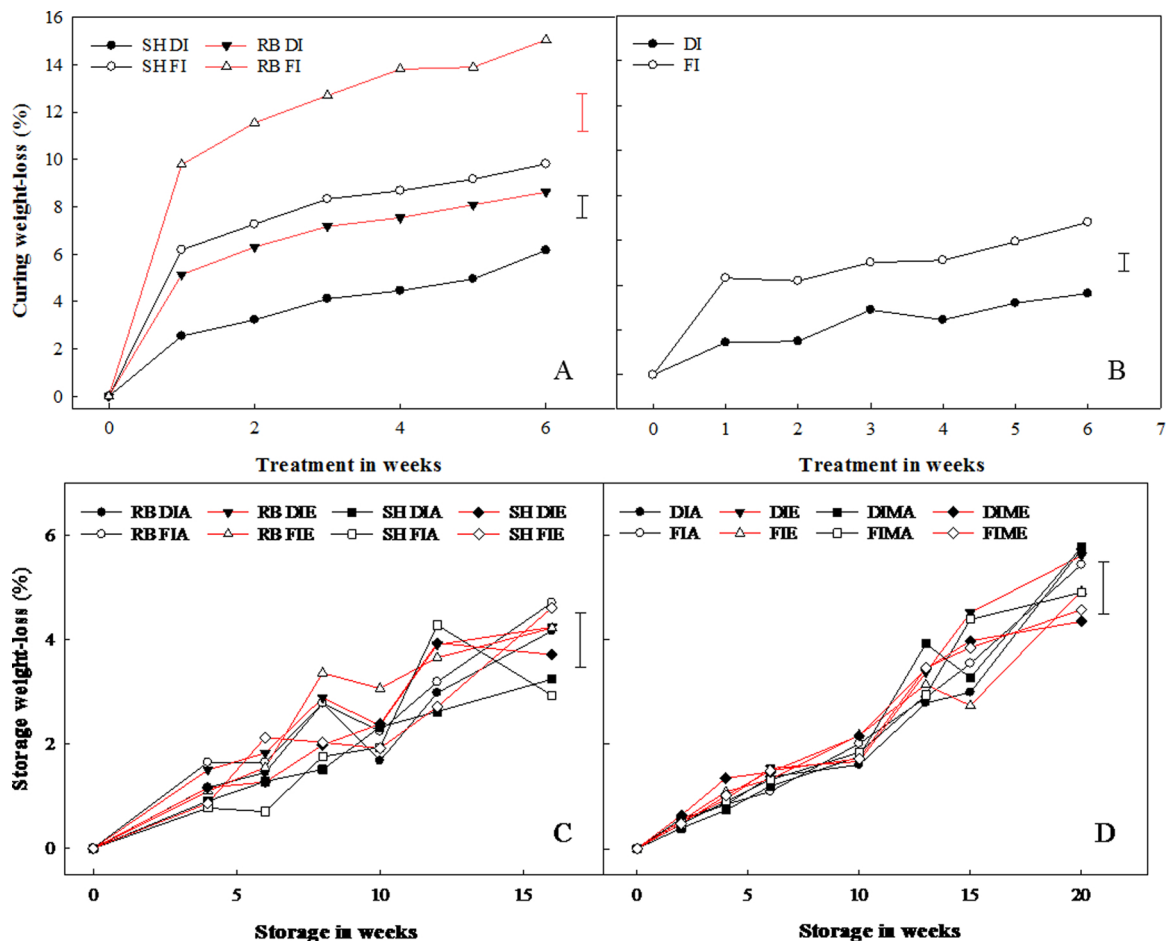 16
14
12
10
8
6
4
2
0
Curing weight-loss (%)
SH DI RB DI
SH FI RB FI
A
0 2 4 6
Treatment in weeks
DI
FI
B
0 1 2 3 4 5 6 7
Treatment in weeks
6
4
2
0
Storage weight-loss (%)
RB DIA RB DIE SH DIA SH DIE
RB FIA RB FIE SH FIA SH FIE
C
0 5 10 15
Storage in weeks
DIA DIE DIMA DIME
FIA FIE FIMA FIME
D
0 5 10 15 20
Storage in weeks